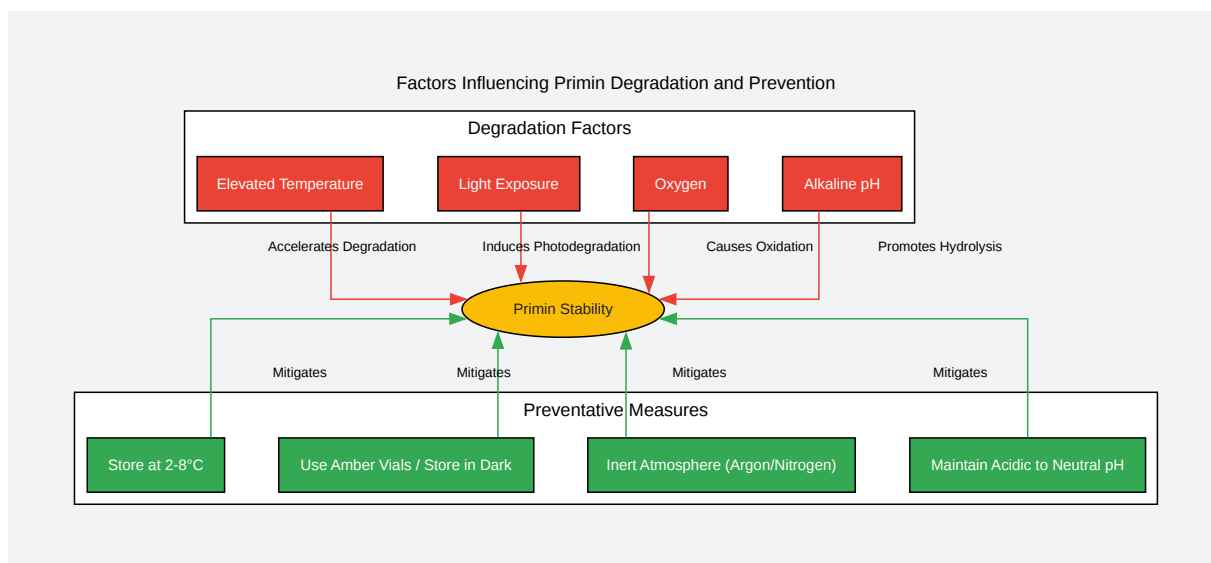 Factors Influencing Primin Degradation and Prevention
Degradation Factors
Elevated Temperature
Light Exposure
Oxygen
Alkaline pH
Accelerates Degradation
Induces Photodegradation
Causes Oxidation
Promotes Hydrolysis
Primin Stability
Mitigates
Mitigates
Mitigates
Mitigates
Preventative Measures
Store at 2-8°C
Use Amber Vials / Store in Dark
Inert Atmosphere (Argon/Nitrogen)
Maintain Acidic to Neutral pH